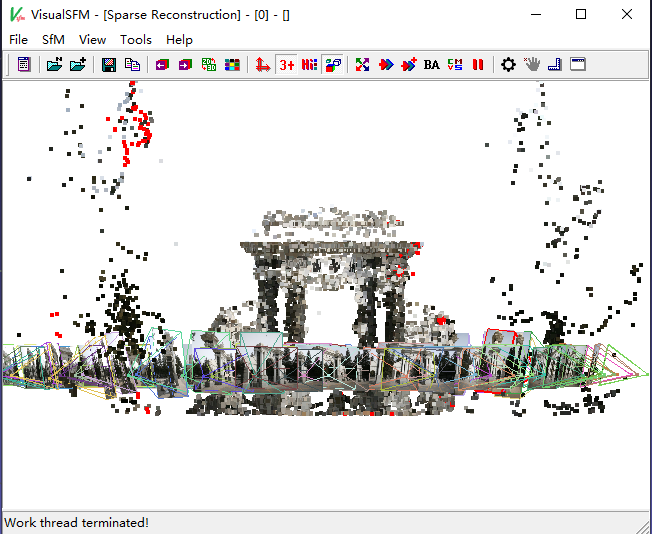 VisualSFM - [Sparse Reconstruction] - [0] - []
File SfM View Tools Help
3+ BA
Work thread terminated!